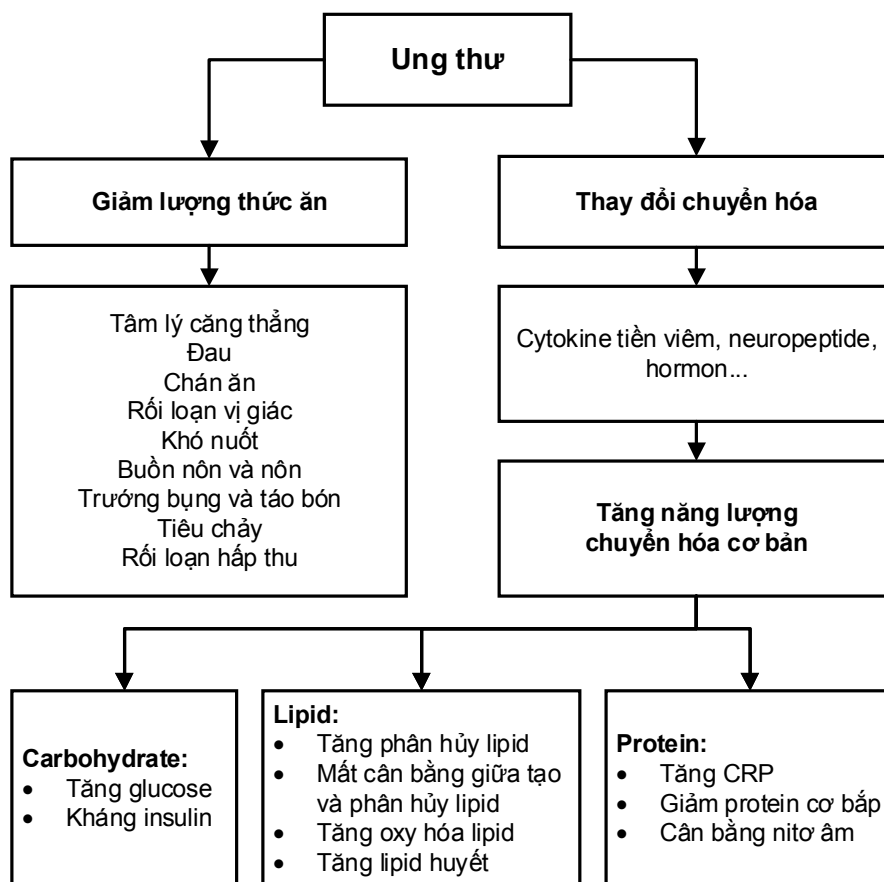 Ung thư
Giảm lượng thức ăn
Thay đổi chuyển hóa
Tâm lý căng thẳng
Đau
Chán ăn
Rối loạn vị giác
Khó nuốt
Buồn nôn và nôn
Trướng bụng và táo bón
Tiêu chảy
Rối loạn hấp thu
Cytokine tiền viêm, neuropeptide,
hormon...
Tăng năng lượng
chuyển hóa cơ bản
Carbohydrate:
• Tăng glucose
• Kháng insulin
Lipid:
• Tăng phân hủy lipid
• Mất cân bằng giữa tạo
và phân hủy lipid
• Tăng oxy hóa lipid
• Tăng lipid huyết
Protein:
• Tăng CRP
• Giảm protein cơ bắp
• Cân bằng nitơ âm